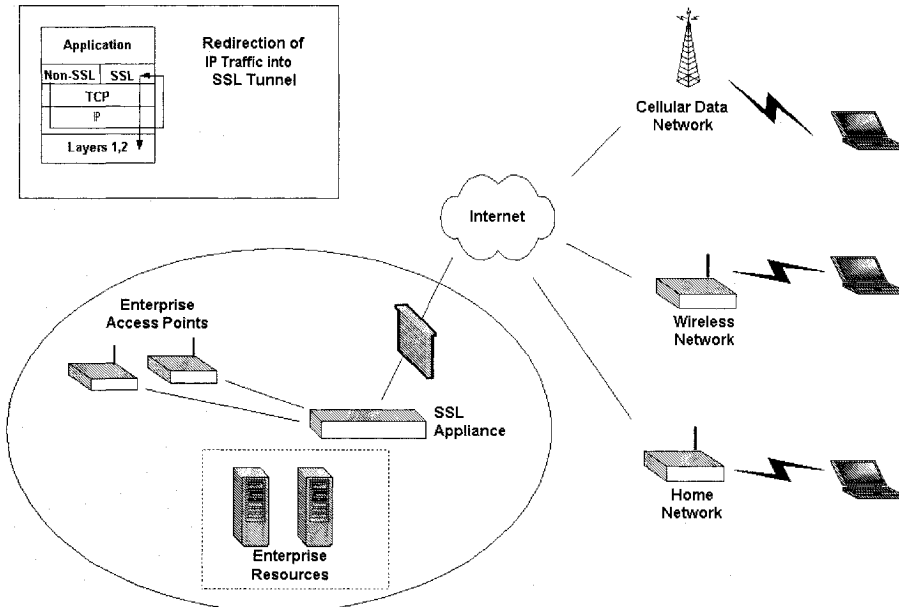 Application
Non-SSL SSL
TCP
IP
Layers 1,2
Redirection of
IP Traffic into
SSL Tunnel
Cellular Data
Network
Internet
Enterprise
Access Points
Wireless
Network
SSL
Appliance
Home
Network
Enterprise
Resources